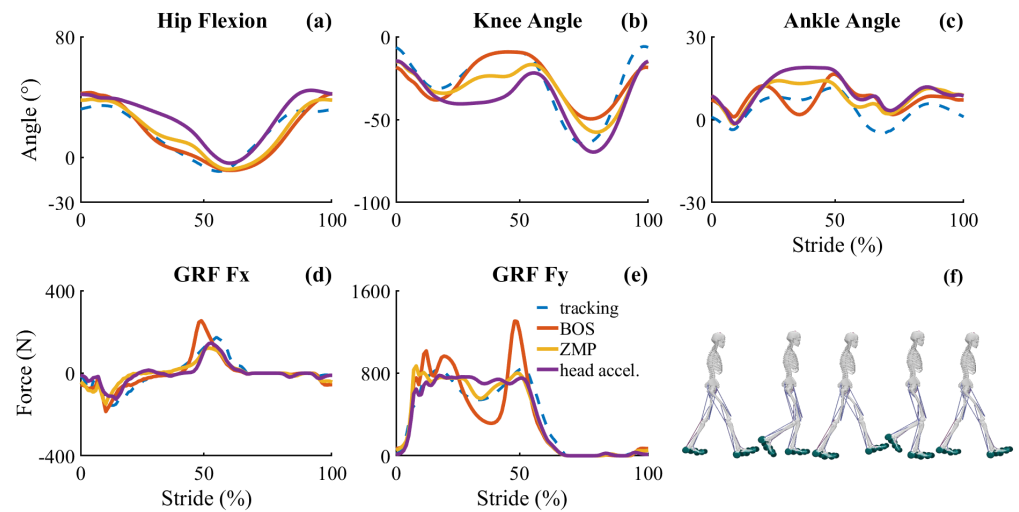 Hip Flexion (a)
Knee Angle (b)
Ankle Angle (c)
80
0
-30
Angle (°)
0 50 100
0
-50
-100
0 50 100
30
0
-30
0 50 100
Stride (%)
GRF Fx (d)
GRF Fy (e)
(f)
400
0
-400
Force (N)
0 50 100
Stride (%)
1600
800
0
tracking
BOS
ZMP
head accel.
0 50 100
Stride (%)